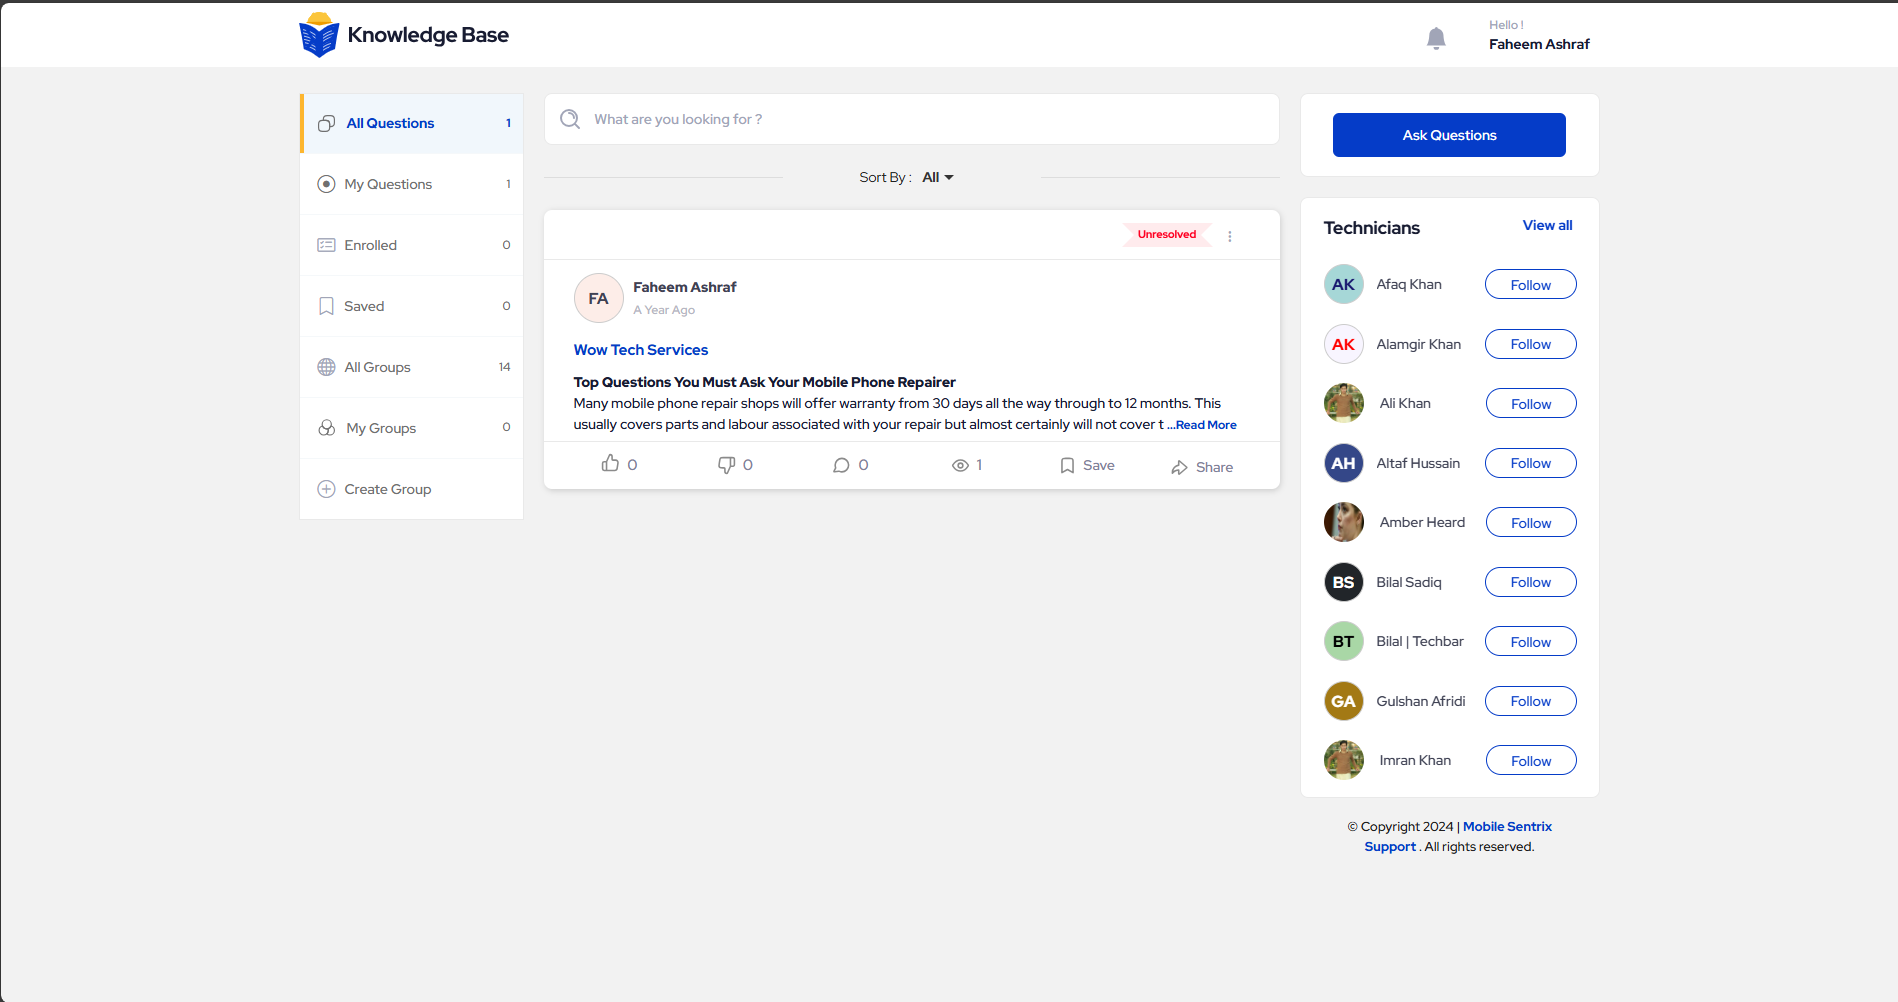 Knowledge Base
Hello !
Faheem Ashraf
All Questions 1
My Questions 1
Enrolled 0
Saved 0
All Groups 14
My Groups 0
Create Group
What are you looking for ?
Sort By : All
Unresolved
FA
Faheem Ashraf
A Year Ago
Wow Tech Services
Top Questions You Must Ask Your Mobile Phone Repairer
Many mobile phone repair shops will offer warranty from 30 days all the way through to 12 months. This
usually covers parts and labour associated with your repair but almost certainly will not cover t ...Read More
0 0 0 1 Save Share
Ask Questions
Technicians View all
AK Afaq Khan Follow
AK Alamgir Khan Follow
Ali Khan Follow
AH Altaf Hussain Follow
Amber Heard Follow
BS Bilal Sadiq Follow
BT Bilal | Techbar Follow
GA Gulshan Afridi Follow
Imran Khan Follow
© Copyright 2024 | Mobile Sentrix
Support . All rights reserved.